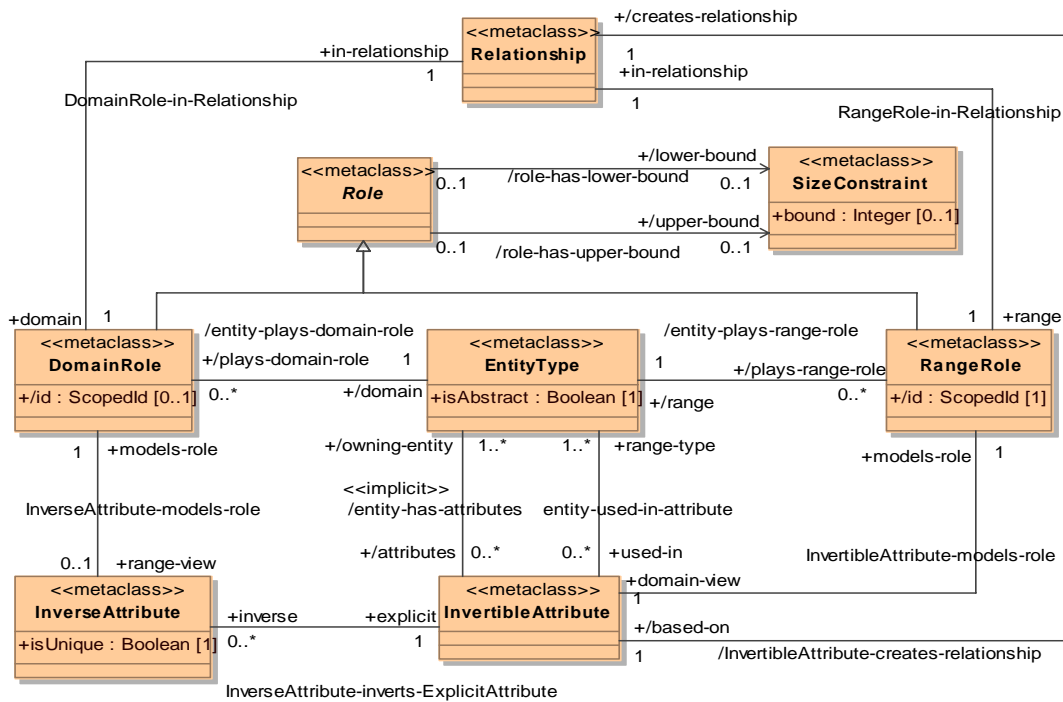 +/creates-relationship
<<metaclass>>
Relationship
+in-relationship
1
1
+in-relationship
1
DomainRole-in-Relationship
RangeRole-in-Relationship
<<metaclass>>
Role
+/lower-bound
0..1
/role-has-lower-bound
0..1
+/upper-bound
0..1
/role-has-upper-bound
0..1
<<metaclass>>
SizeConstraint
+bound : Integer [0..1]
+domain
1
/entity-plays-domain-role
/entity-plays-range-role
1
+range
<<metaclass>>
DomainRole
+/id : ScopedId [0..1]
+/plays-domain-role
1
0..*
+/domain
<<metaclass>>
EntityType
+isAbstract : Boolean [1]
1
+/plays-range-role
+/range
0..*
<<metaclass>>
RangeRole
+/id : ScopedId [1]
1
+models-role
+/owning-entity
1..*
1..*
+range-type
+models-role
1
<<implicit>>
InverseAttribute-models-role
/entity-has-attributes
entity-used-in-attribute
+/attributes
0..*
0..*
+used-in
InvertibleAttribute-models-role
0..1
+range-view
<<metaclass>>
InverseAttribute
+isUnique : Boolean [1]
+inverse
0..*
+explicit
1
<<metaclass>>
InvertibleAttribute
+domain-view
1
+/based-on
1
/InvertibleAttribute-creates-relationship
InverseAttribute-inverts-ExplicitAttribute